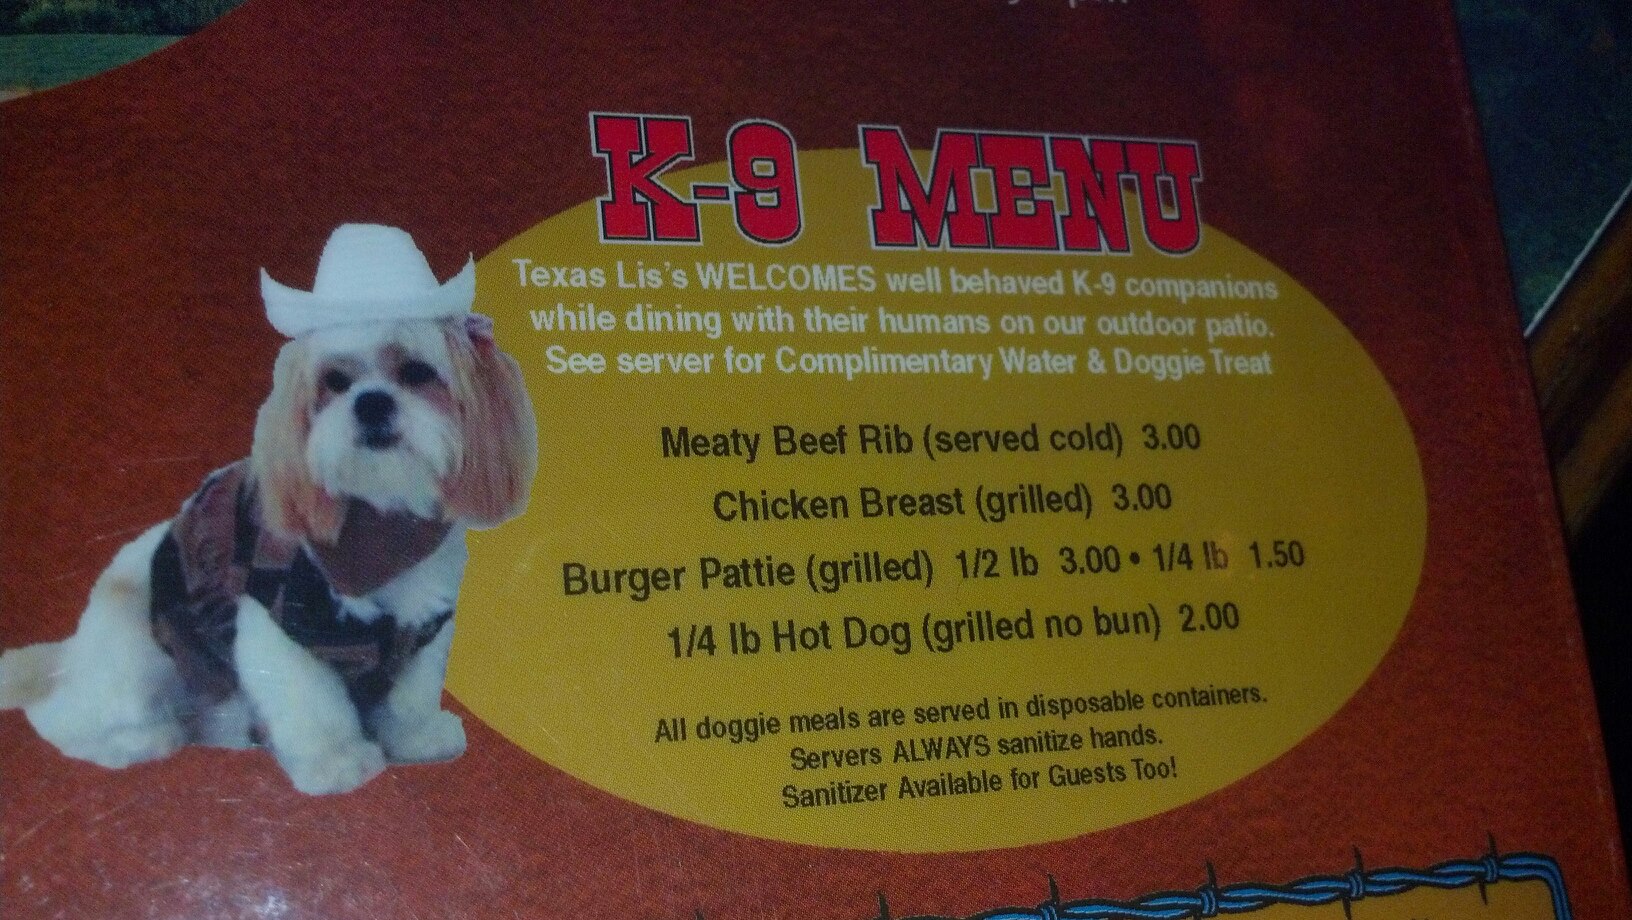 K-9 MENU
Texas Lis's WELCOMES well behaved K-9 companions
while dining with their humans on our outdoor patio.
See server for Complimentary Water & Doggie Treat
Meaty Beef Rib (served cold) 3.00
Chicken Breast (grilled) 3.00
Burger Pattie (grilled) 1/2 lb 3.00 • 1/4 lb 1.50
1/4 lb Hot Dog (grilled no bun) 2.00
All doggie meals are served in disposable containers.
Servers ALWAYS sanitize hands.
Sanitizer Available for Guests Too!